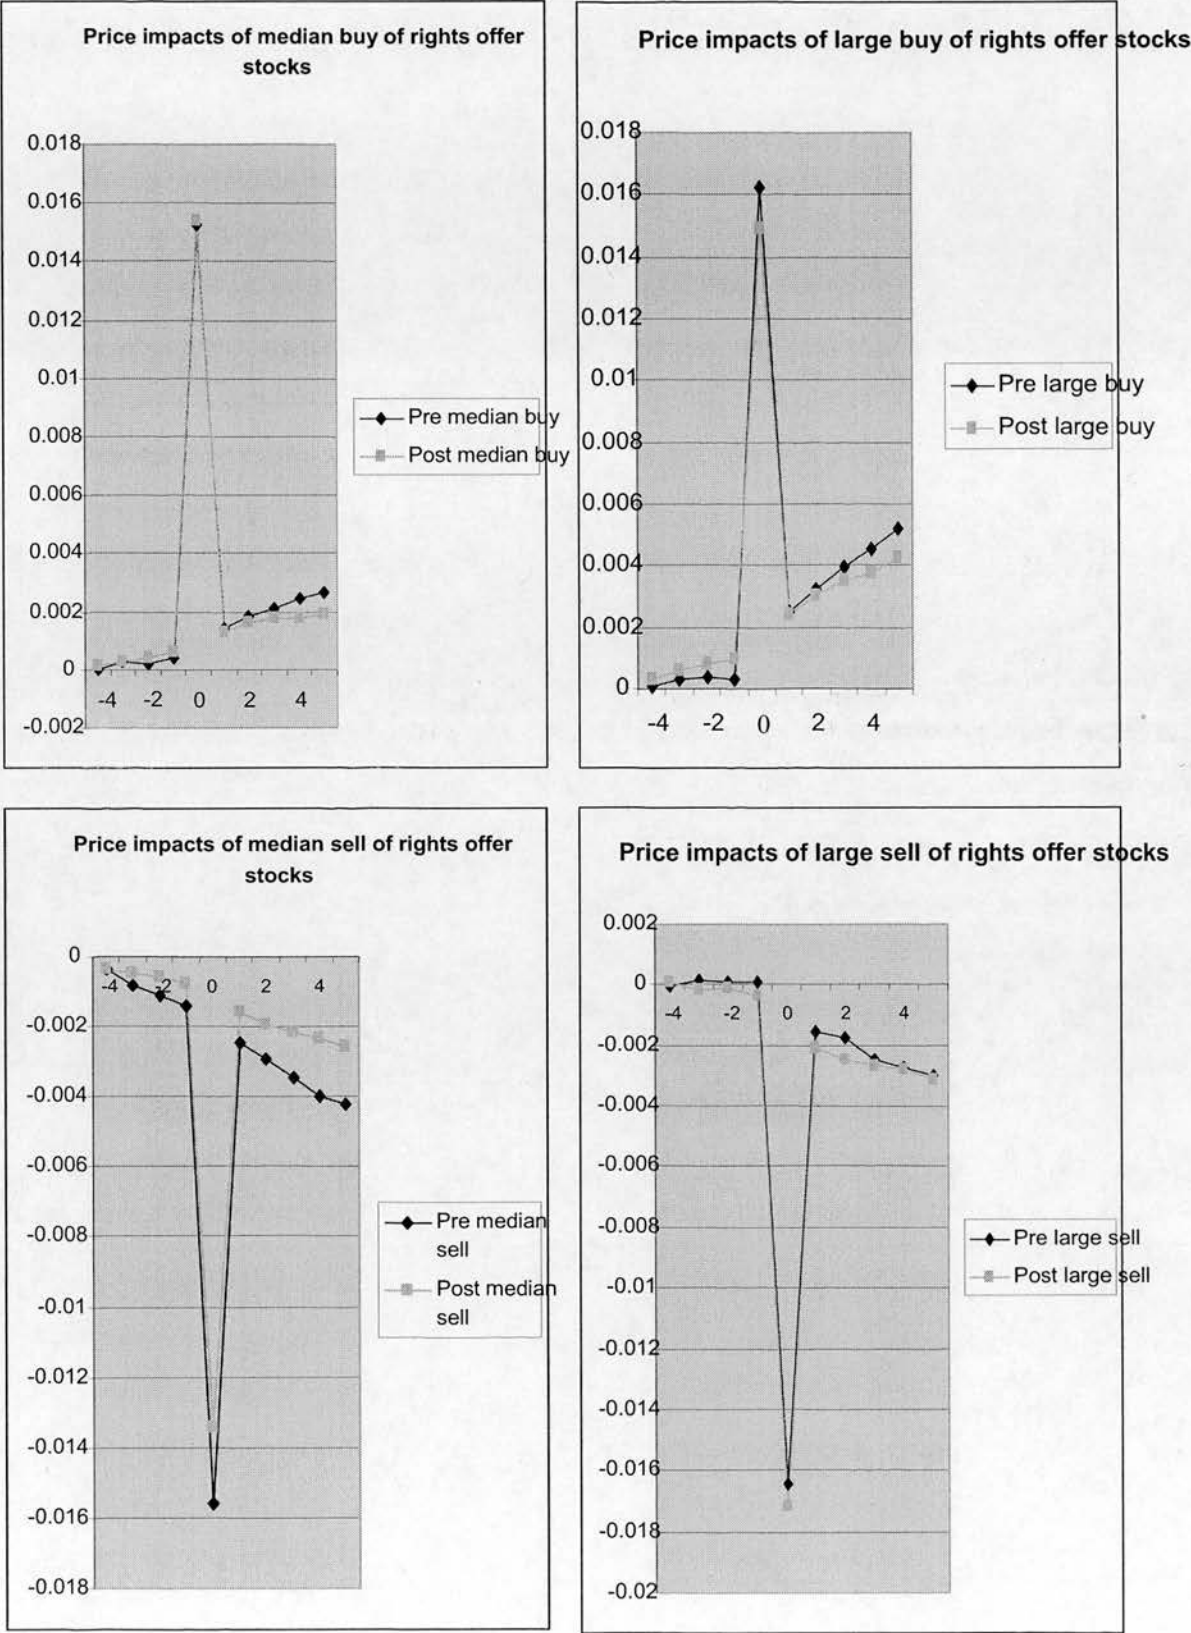 Price impacts of median buy of rights offer
stocks
0.018
0.016
0.014
0.012
0.01
0.008
0.006
0.004
0.002
0
-0.002
-4 -2 0 2 4
Pre median buy
Post median buy
Price impacts of large buy of rights offer stocks
0.018
0.016
0.014
0.012
0.01
0.008
0.006
0.004
0.002
0
-4 -2 0 2 4
Pre large buy
Post large buy
Price impacts of median sell of rights offer
stocks
0
-4 -2 0 2 4
-0.002
-0.004
-0.006
-0.008
-0.01
-0.012
-0.014
-0.016
-0.018
Pre median
sell
Post median
sell
Price impacts of large sell of rights offer stocks
0.002
0
-4 -2 0 2 4
-0.002
-0.004
-0.006
-0.008
-0.01
-0.012
-0.014
-0.016
-0.018
-0.02
Pre large sell
Post large sell